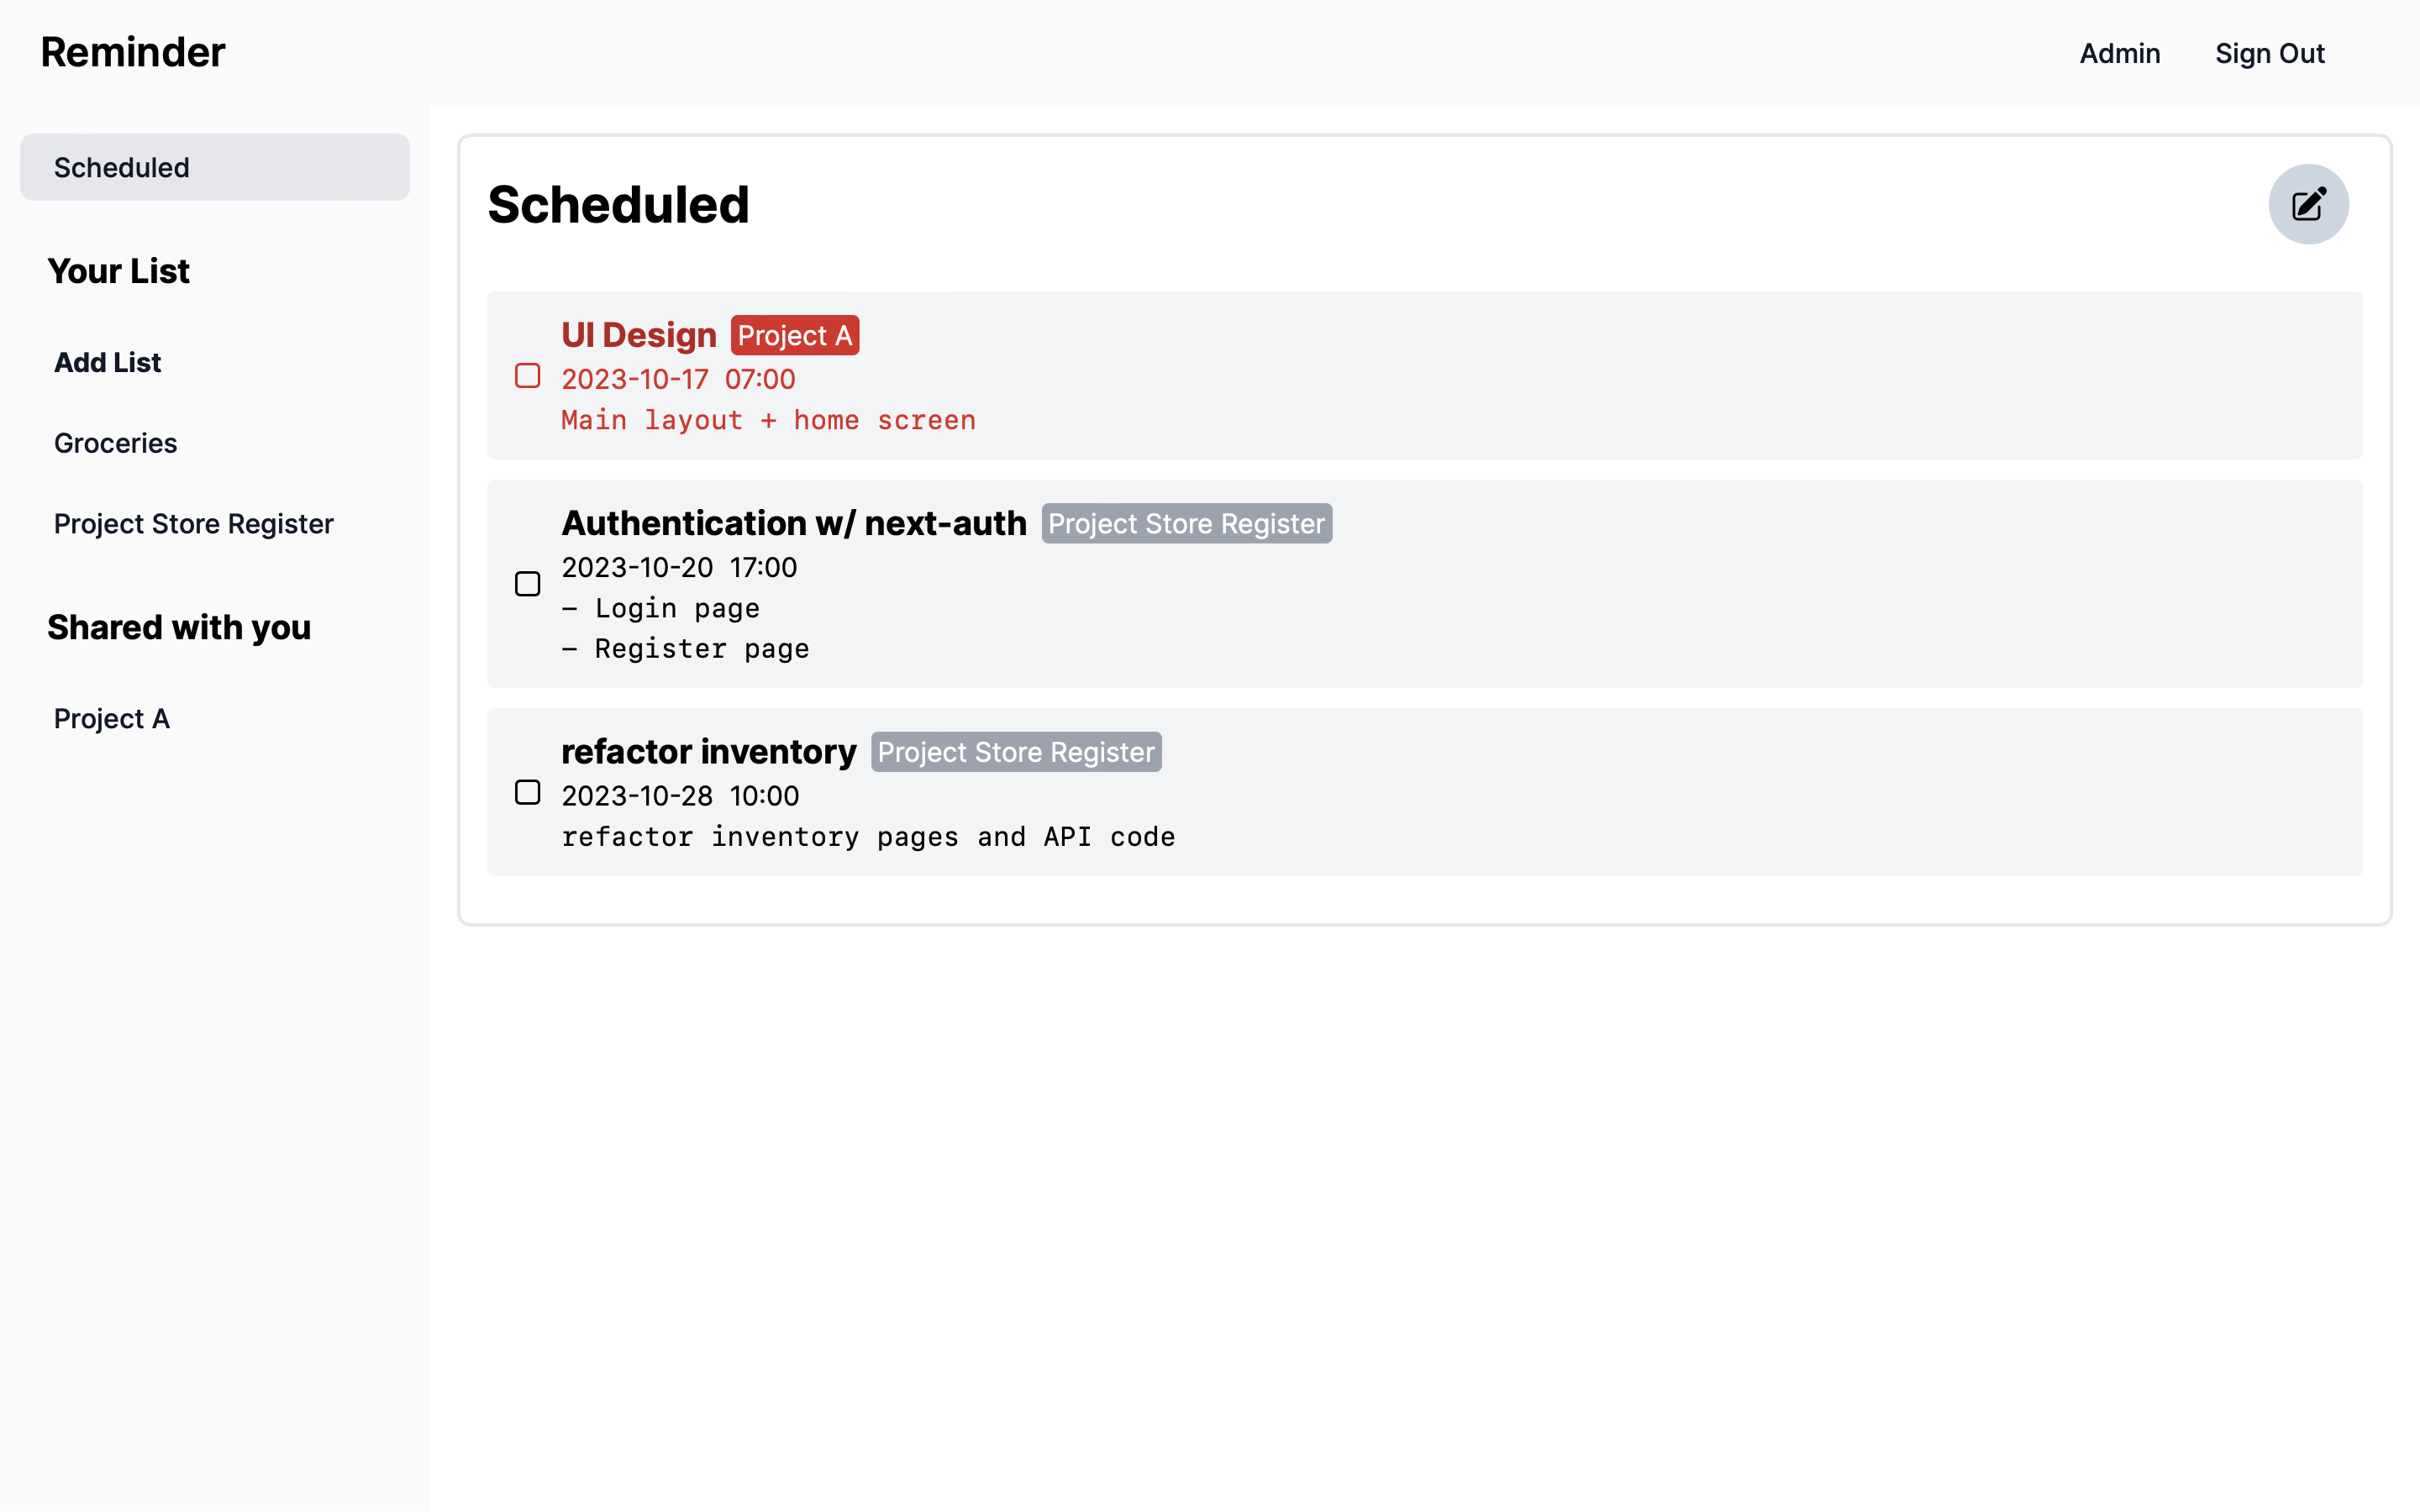 Reminder
Admin
Sign Out
Scheduled
Your List
Add List
Groceries
Project Store Register
Shared with you
Project A
Scheduled
UI Design Project A
2023-10-17 07:00
Main layout + home screen
Authentication w/ next-auth Project Store Register
2023-10-20 17:00
- Login page
- Register page
refactor inventory Project Store Register
2023-10-28 10:00
refactor inventory pages and API code